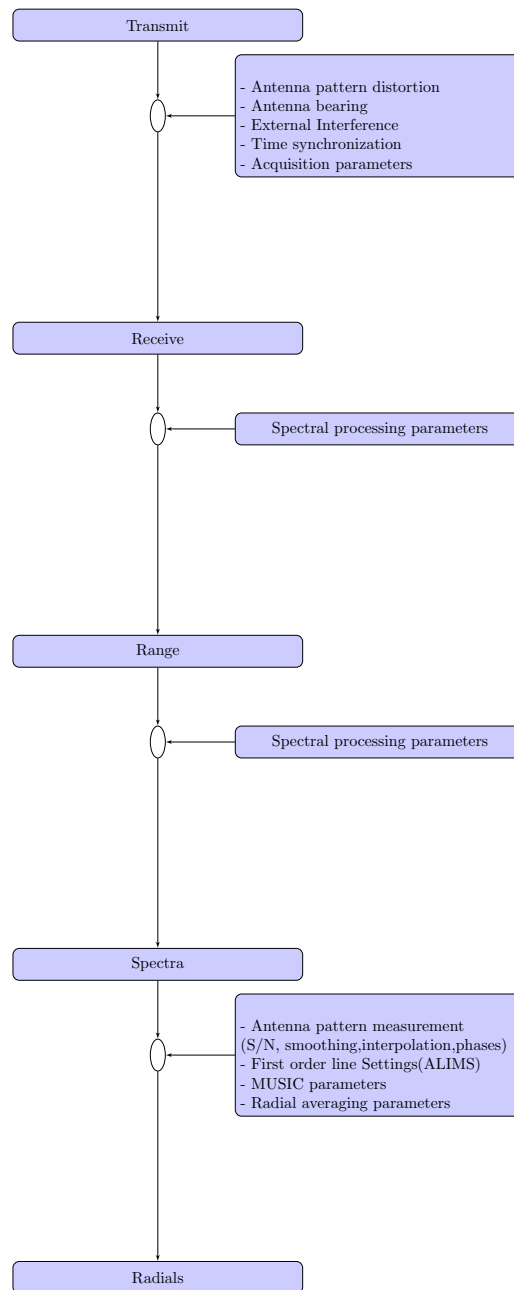 Transmit
- Antenna pattern distortion
- Antenna bearing
- External Interference
- Time synchronization
- Acquisition parameters
Receive
Spectral processing parameters
Range
Spectral processing parameters
Spectra
- Antenna pattern measurement
(S/N, smoothing,interpolation,phases)
- First order line Settings(ALIMS)
- MUSIC parameters
- Radial averaging parameters
Radials